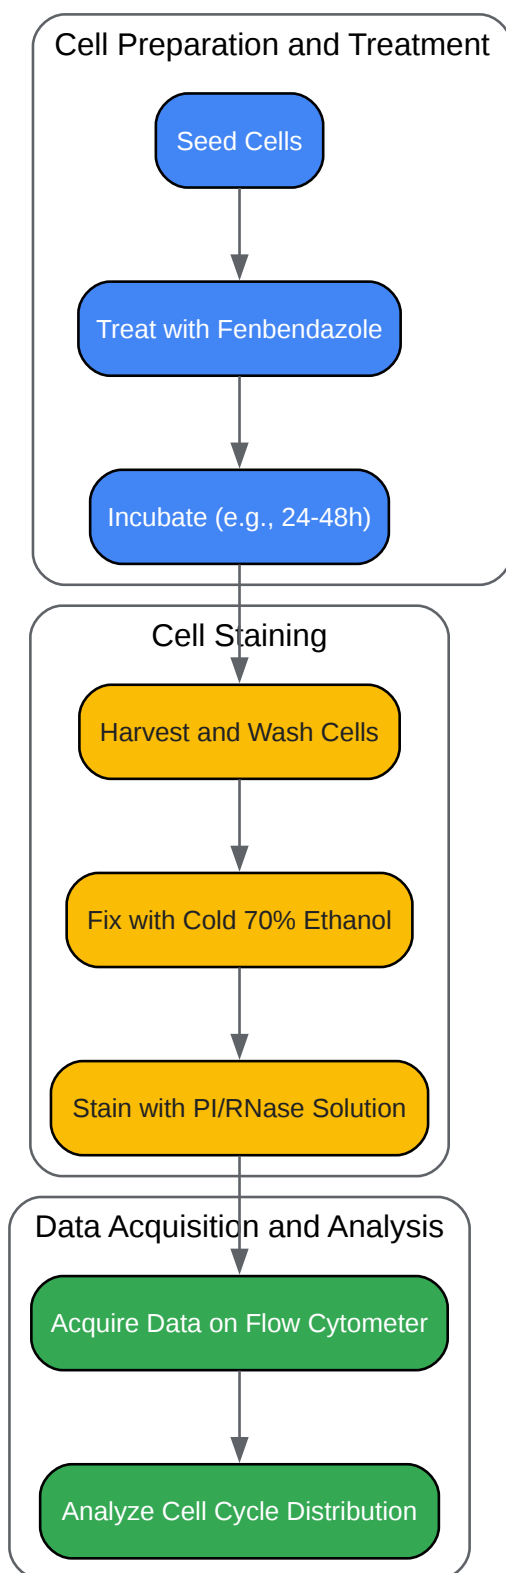 Cell Preparation and Treatment
Seed Cells
Treat with Fenbendazole
Incubate (e.g., 24-48h)
Cell Staining
Harvest and Wash Cells
Fix with Cold 70% Ethanol
Stain with PI/RNase Solution
Data Acquisition and Analysis
Acquire Data on Flow Cytometer
Analyze Cell Cycle Distribution